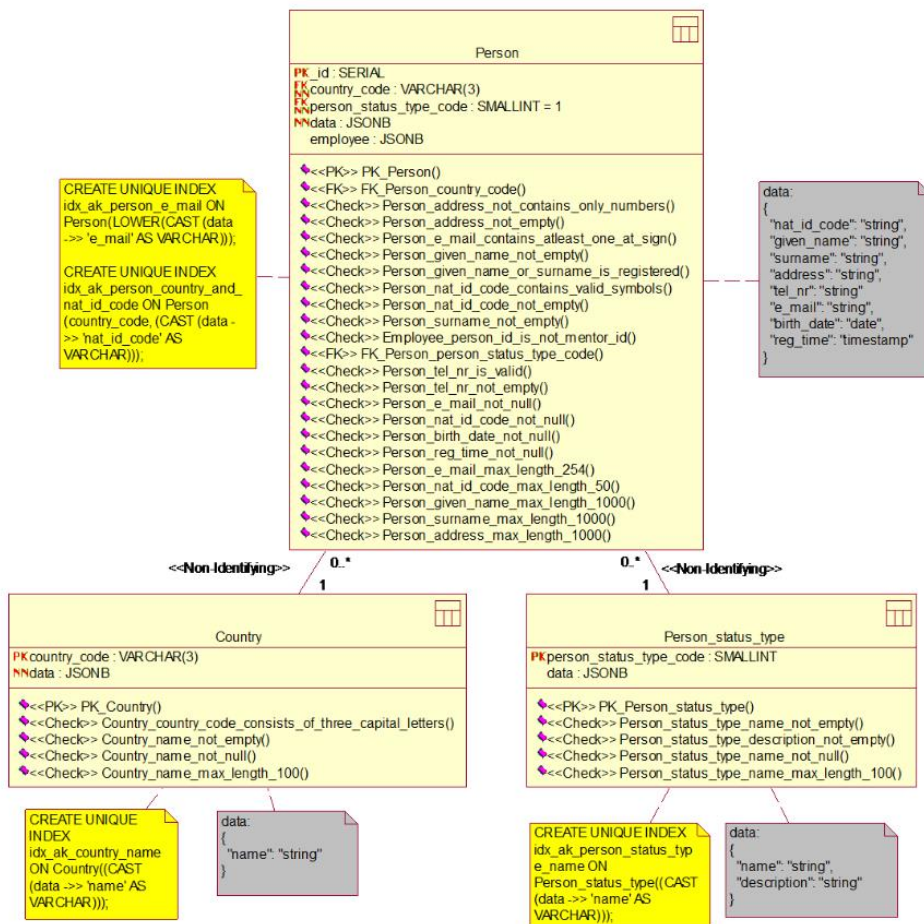 Person
PK _id : SERIAL
FK NN country_code : VARCHAR(3)
FK NN person_status_type_code : SMALLINT = 1
NN data : JSONB
employee : JSONB
<<PK>> PK_Person()
<<FK>> FK_Person_country_code()
<<Check>> Person_address_not_contains_only_numbers()
<<Check>> Person_address_not_empty()
<<Check>> Person_e_mail_contains_atleast_one_at_sign()
<<Check>> Person_given_name_not_empty()
<<Check>> Person_given_name_or_surname_is_registered()
<<Check>> Person_nat_id_code_contains_valid_symbols()
<<Check>> Person_nat_id_code_not_empty()
<<Check>> Person_surname_not_empty()
<<Check>> Employee_person_id_is_not_mentor_id()
<<FK>> FK_Person_person_status_type_code()
<<Check>> Person_tel_nr_is_valid()
<<Check>> Person_tel_nr_not_empty()
<<Check>> Person_e_mail_not_null()
<<Check>> Person_nat_id_code_not_null()
<<Check>> Person_birth_date_not_null()
<<Check>> Person_reg_time_not_null()
<<Check>> Person_e_mail_max_length_254()
<<Check>> Person_nat_id_code_max_length_50()
<<Check>> Person_given_name_max_length_1000()
<<Check>> Person_surname_max_length_1000()
<<Check>> Person_address_max_length_1000()
CREATE UNIQUE INDEX
idx_ak_person_e_mail ON
Person(LOWER(CAST (data
->> 'e_mail' AS VARCHAR)));
CREATE UNIQUE INDEX
idx_ak_person_country_and_
nat_id_code ON Person
(country_code, (CAST (data -
>> 'nat_id_code' AS
VARCHAR)));
data:
{
"nat_id_code": "string",
"given_name": "string",
"surname": "string",
"address": "string",
"tel_nr": "string"
"e_mail": "string",
"birth_date": "date",
"reg_time": "timestamp"
}
<<Non-Identifying>>
0..*
1
0..*
1
<<Non-Identifying>>
Country
PK country_code : VARCHAR(3)
NN data : JSONB
<<PK>> PK_Country()
<<Check>> Country_country_code_consists_of_three_capital_letters()
<<Check>> Country_name_not_empty()
<<Check>> Country_name_not_null()
<<Check>> Country_name_max_length_100()
Person_status_type
PK person_status_type_code : SMALLINT
data : JSONB
<<PK>> PK_Person_status_type()
<<Check>> Person_status_type_name_not_empty()
<<Check>> Person_status_type_description_not_empty()
<<Check>> Person_status_type_name_not_null()
<<Check>> Person_status_type_name_max_length_100()
CREATE UNIQUE
INDEX
idx_ak_country_name
ON Country((CAST
(data ->> 'name' AS
VARCHAR)));
data:
{
"name": "string"
}
CREATE UNIQUE INDEX
idx_ak_person_status_typ
e_name ON
Person_status_type((CAST
(data ->> 'name' AS
VARCHAR)));
data:
{
"name": "string",
"description": "string"
}